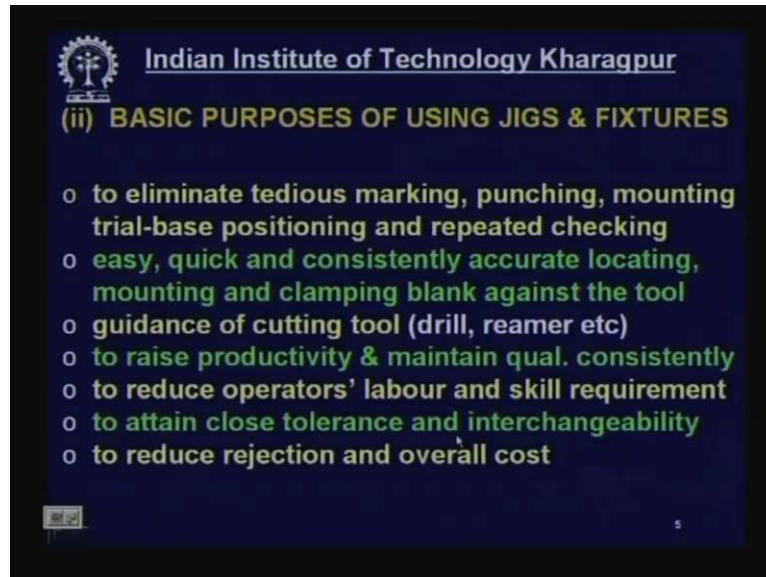 Indian Institute of Technology Kharagpur
(ii) BASIC PURPOSES OF USING JIGS & FIXTURES
o to eliminate tedious marking, punching, mounting
trial-base positioning and repeated checking
o easy, quick and consistently accurate locating,
mounting and clamping blank against the tool
o guidance of cutting tool (drill, reamer etc)
o to raise productivity & maintain qual. consistently
o to reduce operators’ labour and skill requirement
o to attain close tolerance and interchangeability
o to reduce rejection and overall cost
5